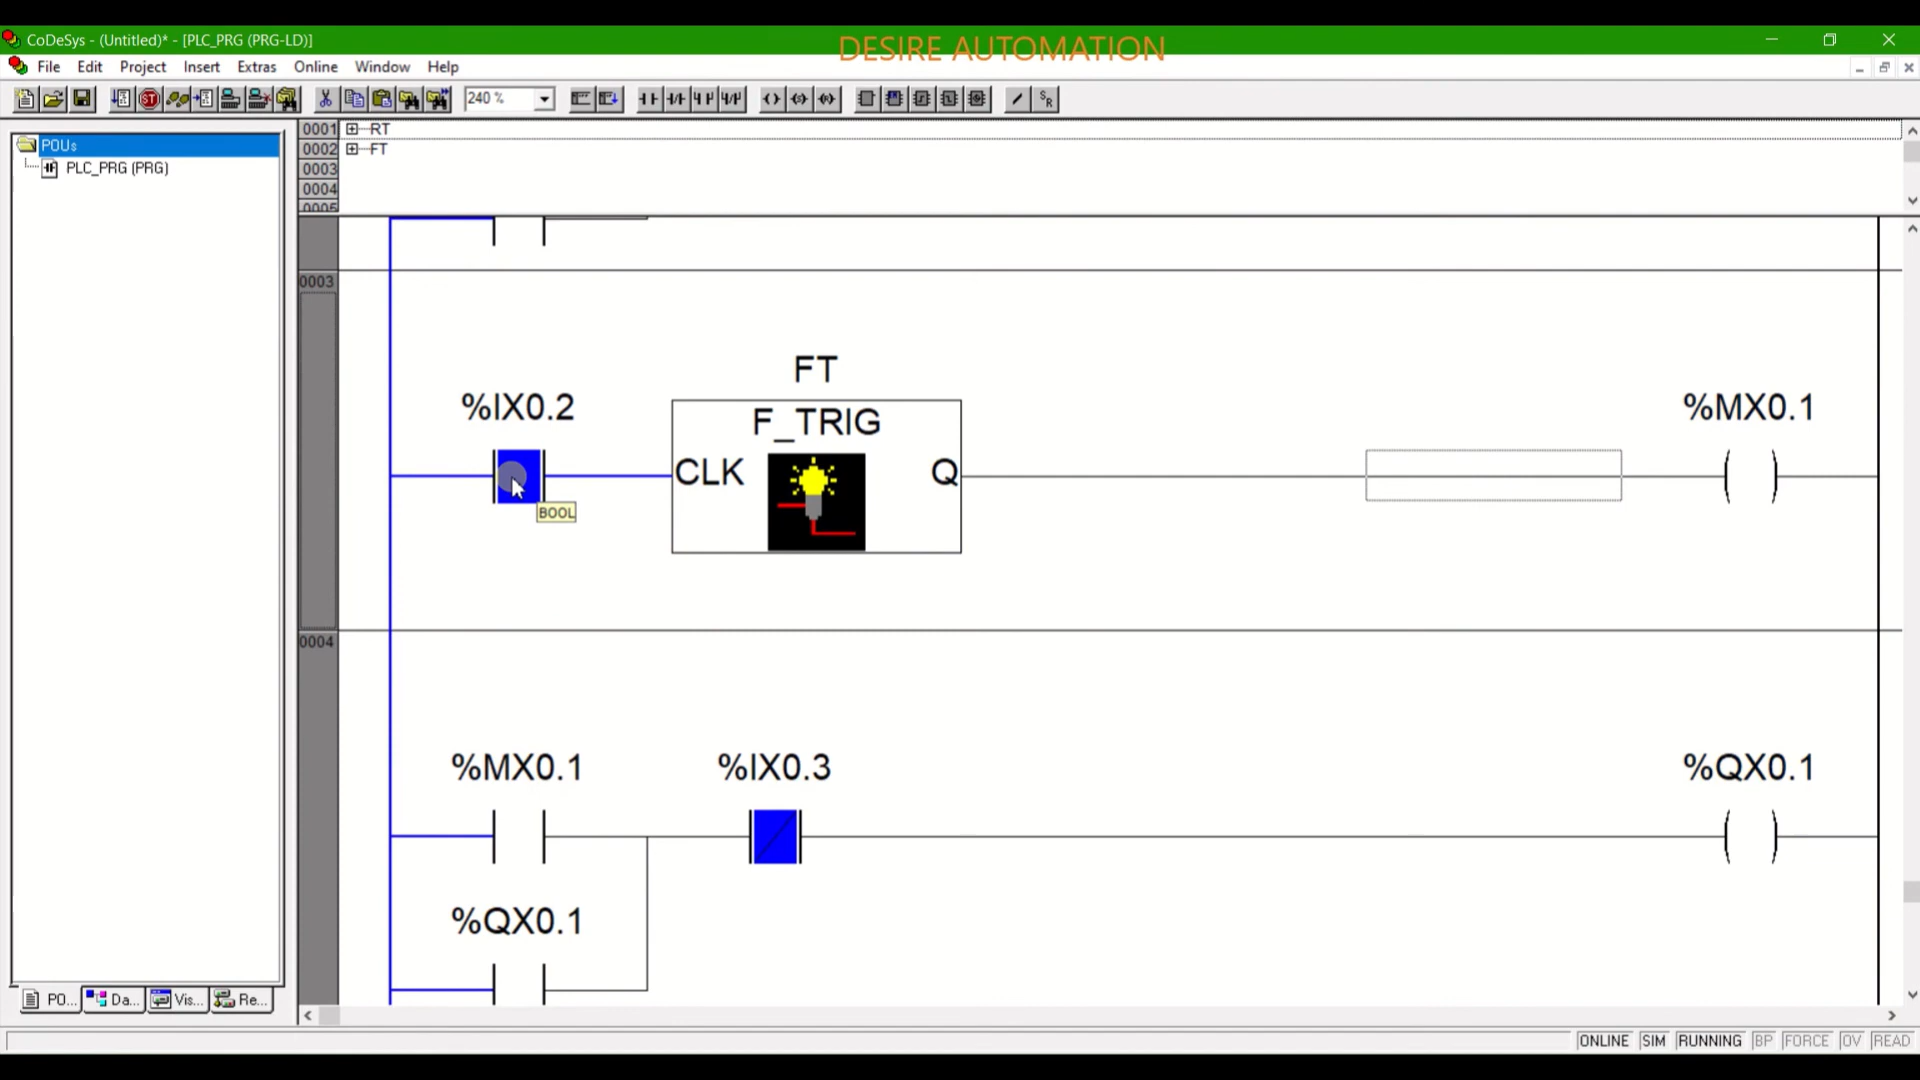 CoDeSys - (Untitled)* - [PLC_PRG (PRG-LD)]
DESIRE AUTOMATION
File Edit Project Insert Extras Online Window Help
240 %
POUs
PLC_PRG (PRG)
0001 RT
0002 FT
0003
0004
0005
0003
FT
%IX0.2
F_TRIG
%MX0.1
CLK
Q
BOOL
0004
%MX0.1
%IX0.3
%QX0.1
%QX0.1
PO... Da... Vis... Re...
ONLINE SIM RUNNING BP FORCE OV READ